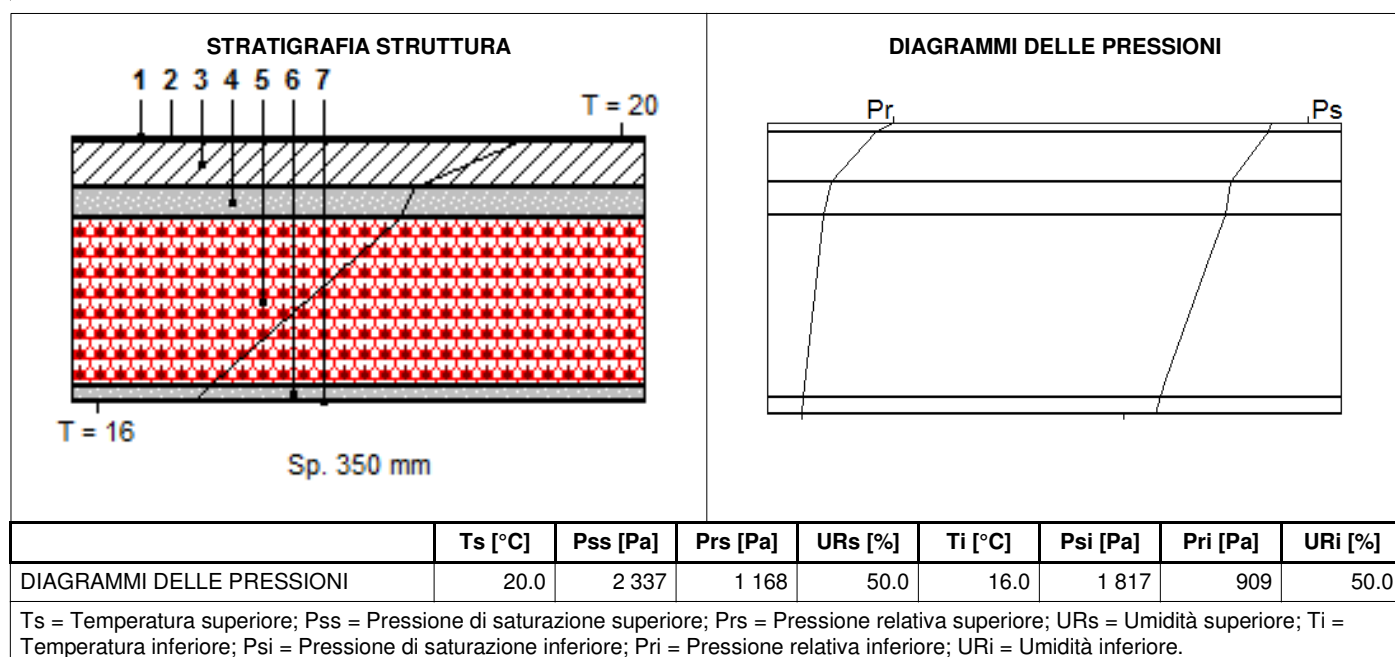 STRATIGRAFIA STRUTTURA
1 2 3 4 5 6 7
T = 20
T = 16
Sp. 350 mm
DIAGRAMMI DELLE PRESSIONI
Pr
Ps
Ts [°C] Pss [Pa] Prs [Pa] URs [%] Ti [°C] Psi [Pa] Pri [Pa] URi [%]
DIAGRAMMI DELLE PRESSIONI 20.0 2 337 1 168 50.0 16.0 1 817 909 50.0
Ts = Temperatura superiore; Pss = Pressione di saturazione superiore; Prs = Pressione relativa superiore; URs = Umidità superiore; Ti =
Temperatura inferiore; Psi = Pressione di saturazione inferiore; Pri = Pressione relativa inferiore; URi = Umidità inferiore.